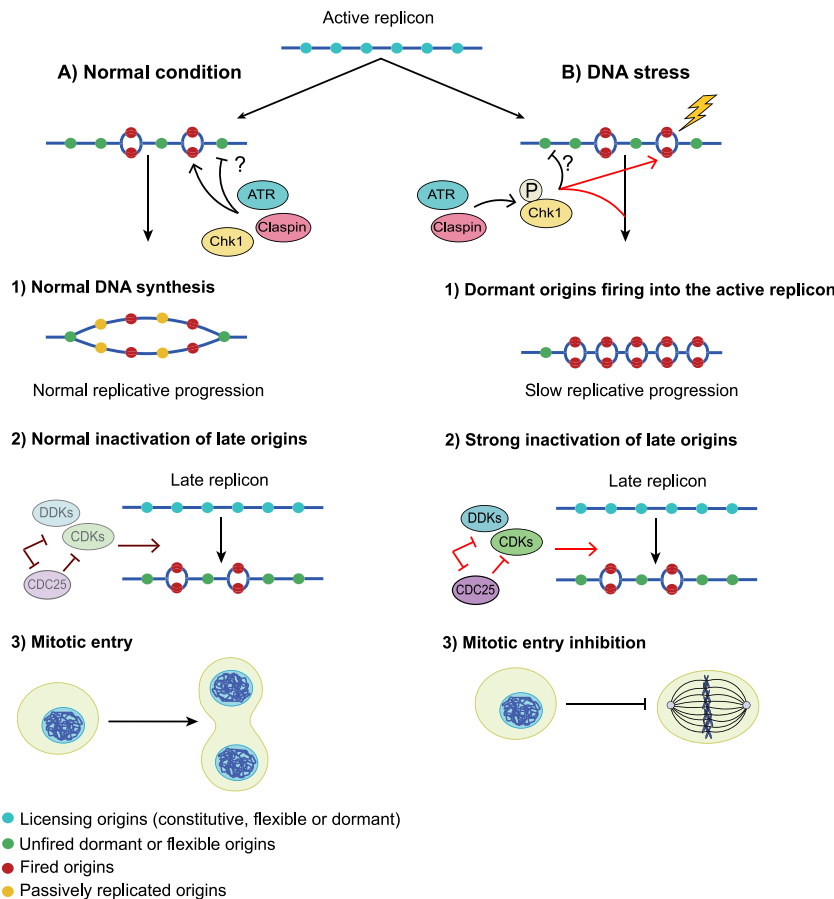 Active replicon
A) Normal condition
B) DNA stress
?
ATR
Claspin
Chk1
?
P
ATR
Chk1
Claspin
1) Normal DNA synthesis
Normal replicative progression
1) Dormant origins firing into the active replicon
Slow replicative progression
2) Normal inactivation of late origins
Late replicon
DDKs
CDKs
CDC25
2) Strong inactivation of late origins
Late replicon
DDKs
CDKs
CDC25
3) Mitotic entry
3) Mitotic entry inhibition
Licensing origins (constitutive, flexible or dormant)
Unfired dormant or flexible origins
Fired origins
Passively replicated origins